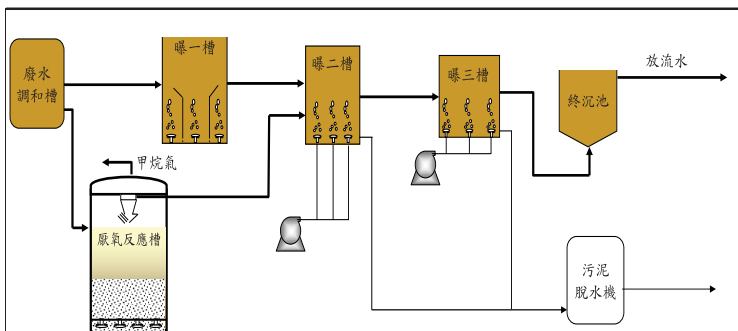 廢水
調和槽
曝一槽
曝二槽
曝三槽
終沉池
放流水
甲烷氣
厭氧反應槽
污泥
脫水機